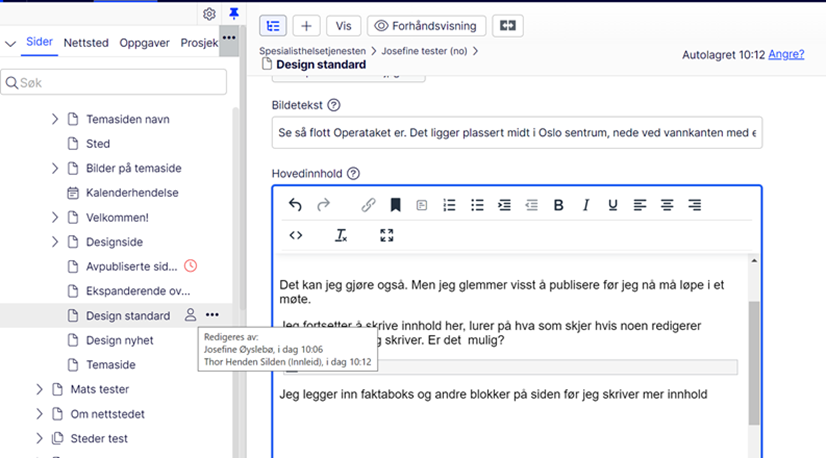 Sider Nettsted Oppgaver Prosjek
Søk
Temasiden navn
Sted
Bilder på temaside
Kalenderhendelse
Velkommen!
Designside
Avpubliserte sid...
Ekspanderende ov...
Design standard
Design nyhet
Temaside
Mats tester
Om nettstedet
Steder test
Redigeres av:
Josefine Øyslebø, i dag 10:06
Thor Henden Silden (Innleid), i dag 10:12
Vis Forhåndsvisning
Spesialisthelsetjenesten > Josefine tester (no) >
Design standard
Autolagret 10:12 Angre?
Bildetekst
Se så flott Operataket er. Det ligger plassert midt i Oslo sentrum, nede ved vannkanten med e
Hovedinnhold
B I U
Det kan jeg gjøre også. Men jeg glemmer visst å publisere før jeg nå må løpe i et
møte.
Jeg fortsetter å skrive innhold her, lurer på hva som skjer hvis noen redigerer
skriver. Er det mulig?
Jeg legger inn faktaboks og andre blokker på siden før jeg skriver mer innhold